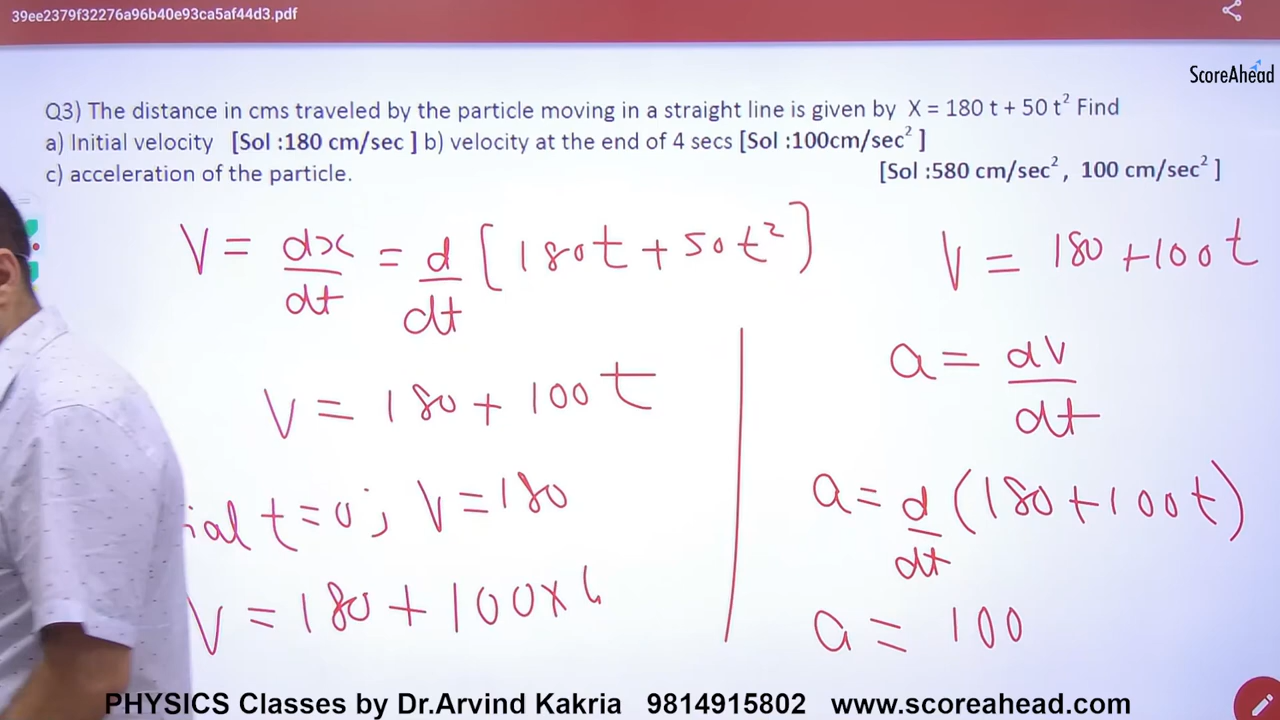 39ee2379f32276a96b40e93ca5af44d3.pdf
ScoreAhead
Q3) The distance in cms traveled by the particle moving in a straight line is given by X = 180 t + 50 t² Find
a) Initial velocity [Sol :180 cm/sec ] b) velocity at the end of 4 secs [Sol :100cm/sec² ]
c) acceleration of the particle. [Sol :580 cm/sec² , 100 cm/sec² ]
V = dx/dt = d/dt [180t + 50t²]
V = 180 + 100t
ial t=0; V=180
V = 180 + 100×
V = 180 +100t
a = dv/dt
a = d/dt (180+100t)
a = 100
PHYSICS Classes by Dr.Arvind Kakria 9814915802 www.scoreahead.com